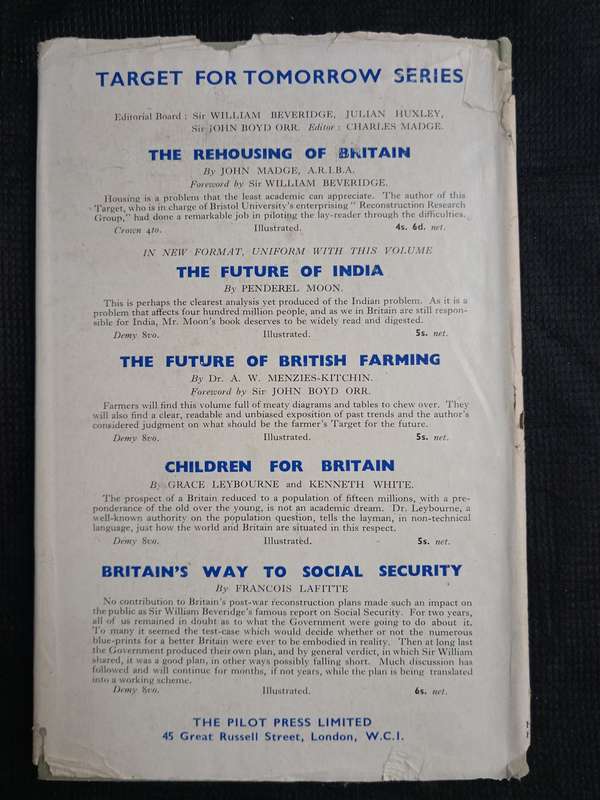 TARGET FOR TOMORROW SERIES
Editorial Board : Sir WILLIAM BEVERIDGE, JULIAN HUXLEY,
Sir JOHN BOYD ORR. Editor : CHARLES MADGE.
THE REHOUSING OF BRITAIN
By JOHN MADGE, A.R.I.B.A.
Foreword by Sir WILLIAM BEVERIDGE.
Housing is a problem that the least academic can appreciate. The author of this
Target, who is in charge of Bristol University's enterprising " Reconstruction Research
Group," had done a remarkable job in piloting the lay-reader through the difficulties.
Crown 4to. Illustrated. 4s. 6d. net.
IN NEW FORMAT, UNIFORM WITH THIS VOLUME
THE FUTURE OF INDIA
By PENDEREL MOON.
This is perhaps the clearest analysis yet produced of the Indian problem. As it is a
problem that affects four hundred million people, and as we in Britain are still respon-
sible for India, Mr. Moon's book deserves to be widely read and digested.
Demy 8vo. Illustrated. 5s. net.
THE FUTURE OF BRITISH FARMING
By Dr. A. W. MENZIES-KITCHIN.
Foreword by Sir JOHN BOYD ORR.
Farmers will find this volume full of meaty diagrams and tables to chew over. They
will also find a clear, readable and unbiased exposition of past trends and the author's
considered judgment on what should be the farmer's Target for the future.
Demy 8vo. Illustrated. 5s. net.
CHILDREN FOR BRITAIN
By GRACE LEYBOURNE and KENNETH WHITE.
The prospect of a Britain reduced to a population of fifteen millions, with a pre-
ponderance of the old over the young, is not an academic dream. Dr. Leybourne, a
well-known authority on the population question, tells the layman, in non-technical
language, just how the world and Britain are situated in this respect.
Demy 8vo. Illustrated. 5s. net.
BRITAIN'S WAY TO SOCIAL SECURITY
By FRANCOIS LAFITTE
No contribution to Britain's post-war reconstruction plans made such an impact on
the public as Sir William Beveridge's famous report on Social Security. For two years,
all of us remained in doubt as to what the Government were going to do about it.
To many it seemed the test-case which would decide whether or not the numerous
blue-prints for a better Britain were ever to be embodied in reality. Then at long last
the Government produced their own plan, and by general verdict, in which Sir William
shared, it was a good plan, in other ways possibly falling short. Much discussion has
followed and will continue for months, if not years, while the plan is being translated
into a working scheme.
Demy 8vo. Illustrated. 6s. net.
THE PILOT PRESS LIMITED
45 Great Russell Street, London, W.C.1.